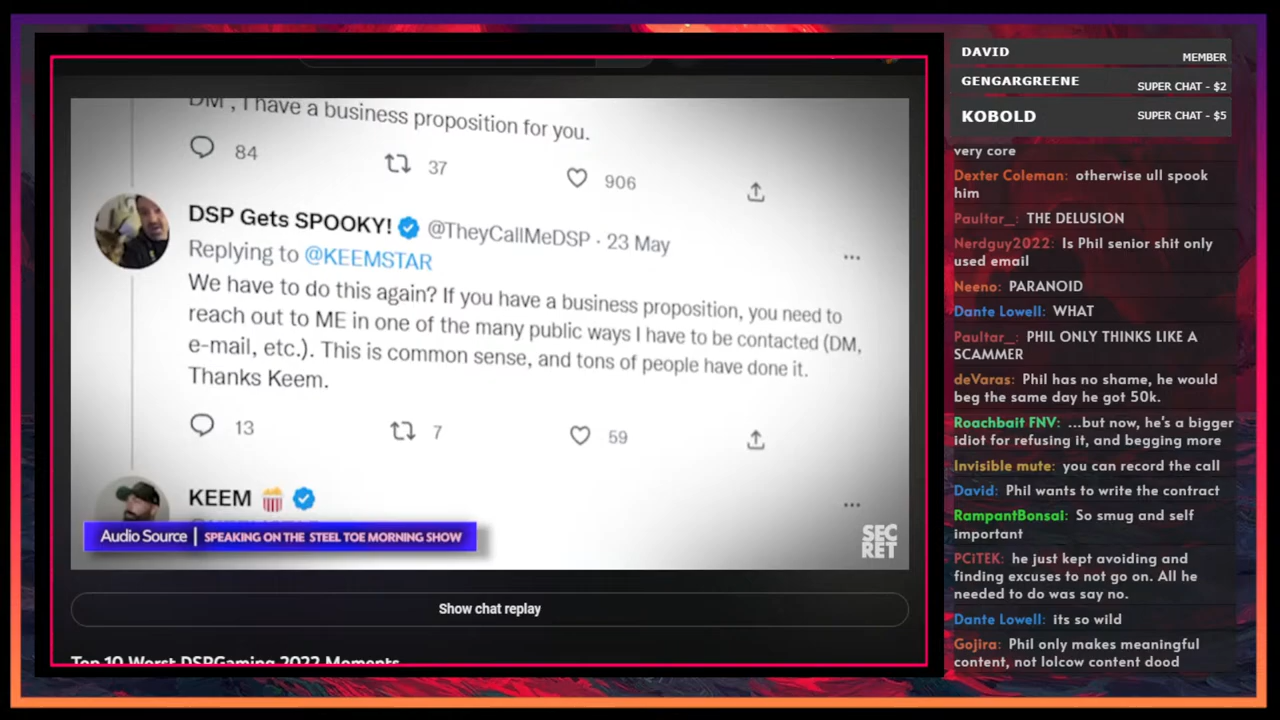 DM , I have a business proposition for you.
84
37
906
DSP Gets SPOOKY! @TheyCallMeDSP · 23 May
Replying to @KEEMSTAR
We have to do this again? If you have a business proposition, you need to
reach out to ME in one of the many public ways I have to be contacted (DM,
e-mail, etc.). This is common sense, and tons of people have done it.
Thanks Keem.
13
7
59
KEEM
Audio Source | SPEAKING ON THE STEEL TOE MORNING SHOW
SEC
RET
Show chat replay
Top 10 Worst DSPGaming 2022 Moments
DAVID
MEMBER
GENGARGREENE
SUPER CHAT - $2
KOBOLD
SUPER CHAT - $5
very core
Dexter Coleman: otherwise ull spook
him
Paultar_: THE DELUSION
Nerdguy2022: Is Phil senior shit only
used email
Neeno: PARANOID
Dante Lowell: WHAT
Paultar_: PHIL ONLY THINKS LIKE A
SCAMMER
deVaras: Phil has no shame, he would
beg the same day he got 50k.
Roachbait FNV: ...but now, he's a bigger
idiot for refusing it, and begging more
Invisible mute: you can record the call
David: Phil wants to write the contract
RampantBonsai: So smug and self
important
PCiTEK: he just kept avoiding and
finding excuses to not go on. All he
needed to do was say no.
Dante Lowell: its so wild
Gojira: Phil only makes meaningful
content, not lolcow content dood